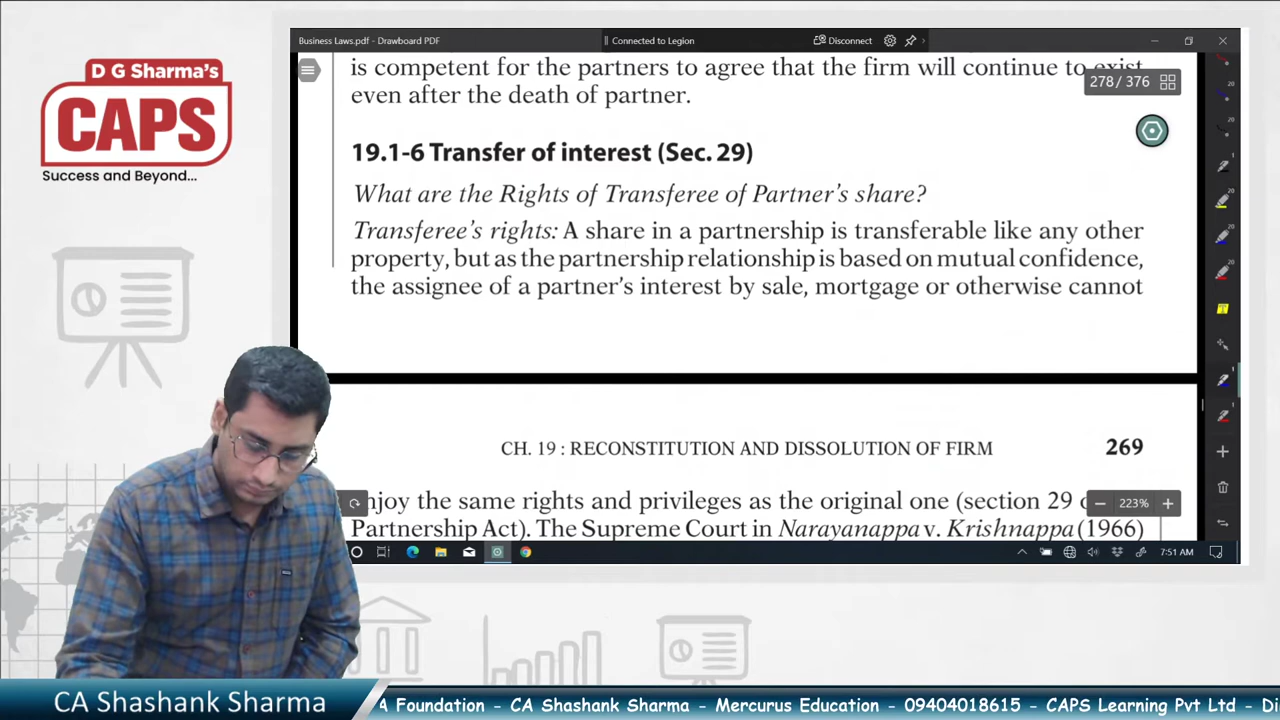 D G Sharma's
CAPS
Success and Beyond...
Business Laws.pdf - Drawboard PDF
Connected to Legion
Disconnect
is competent for the partners to agree that the firm will continue to exist
278 / 376
even after the death of partner.
19.1-6 Transfer of interest (Sec. 29)
What are the Rights of Transferee of Partner's share?
Transferee's rights: A share in a partnership is transferable like any other
property, but as the partnership relationship is based on mutual confidence,
the assignee of a partner's interest by sale, mortgage or otherwise cannot
CH. 19 : RECONSTITUTION AND DISSOLUTION OF FIRM 269
njoy the same rights and privileges as the original one (section 29
223%
Partnership Act). The Supreme Court in Narayanappa v. Krishnappa (1966)
7:51 AM
CA Shashank Sharma
A Foundation - CA Shashank Sharma - Mercurus Education - 09404018615 - CAPS Learning Pvt Ltd - Di